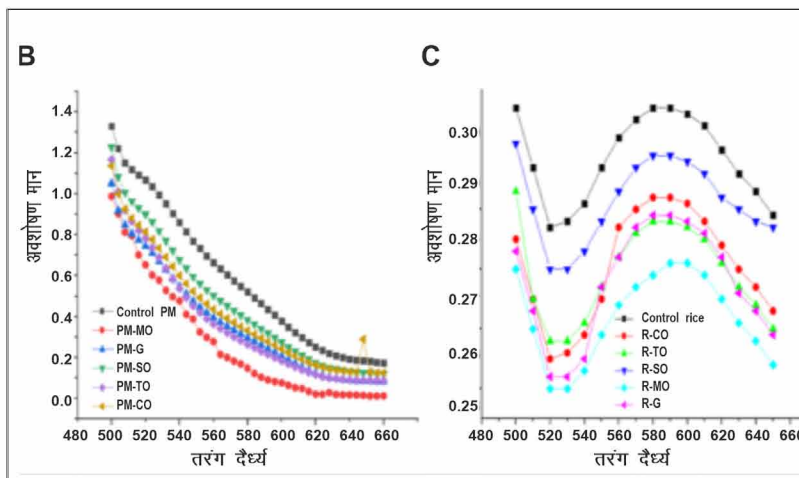 B
अवशोषण मान
1.4
1.2
1.0
0.8
0.6
0.4
0.2
0.0
Control PM
PM-MO
PM-G
PM-SO
PM-TO
PM-CO
480 500 520 540 560 580 600 620 640 660
तरंग दैर्ध्य
C
अवशोषण मान
0.30
0.29
0.28
0.27
0.26
0.25
Control rice
R-CO
R-TO
R-SO
R-MO
R-G
480 500 520 540 560 580 600 620 640 660
तरंग दैर्ध्य